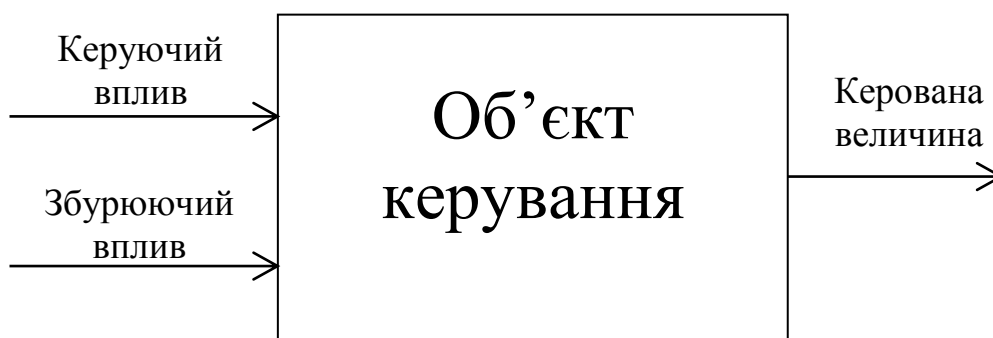 Керуючий
вплив
Збурюючий
вплив
Об’єкт
керування
Керована
величина